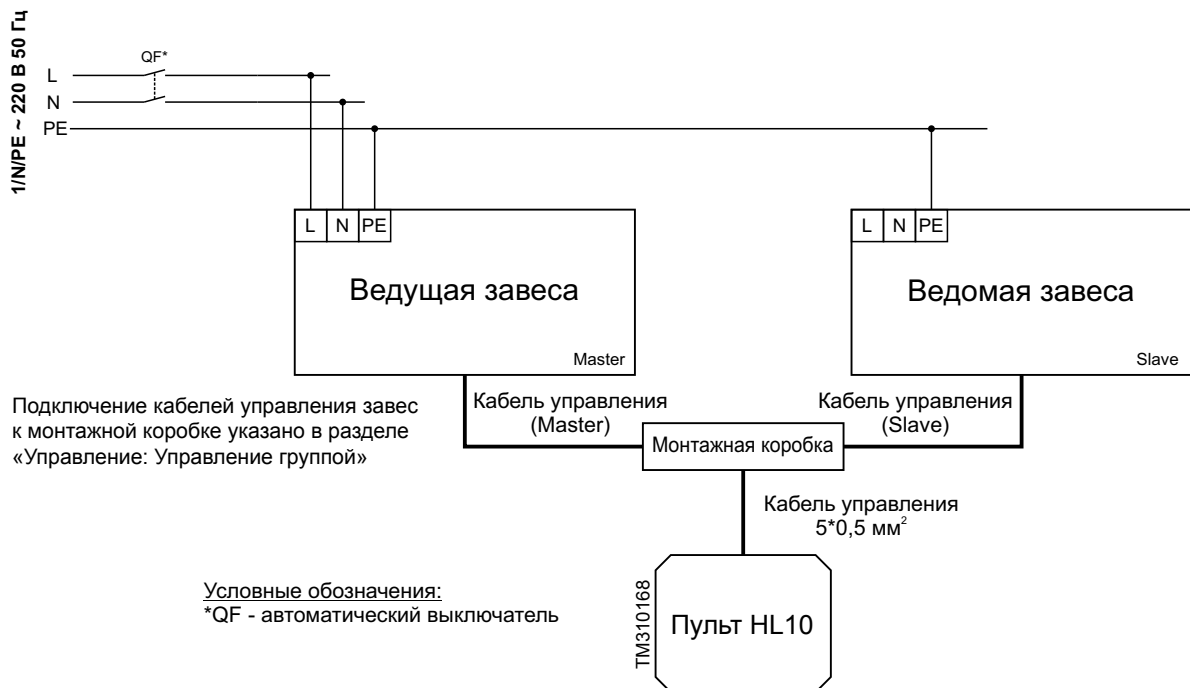 1/N/PE ~ 220 В 50 Гц
QF*
L
N
PE
L N PE
Ведущая завеса
Master
L N PE
Ведомая завеса
Slave
Подключение кабелей управления завес
к монтажной коробке указано в разделе
«Управление: Управление группой»
Кабель управления
(Master)
Кабель управления
(Slave)
Монтажная коробка
Кабель управления
5*0,5 мм²
Условные обозначения:
*QF - автоматический выключатель
TM310168
Пульт HL10